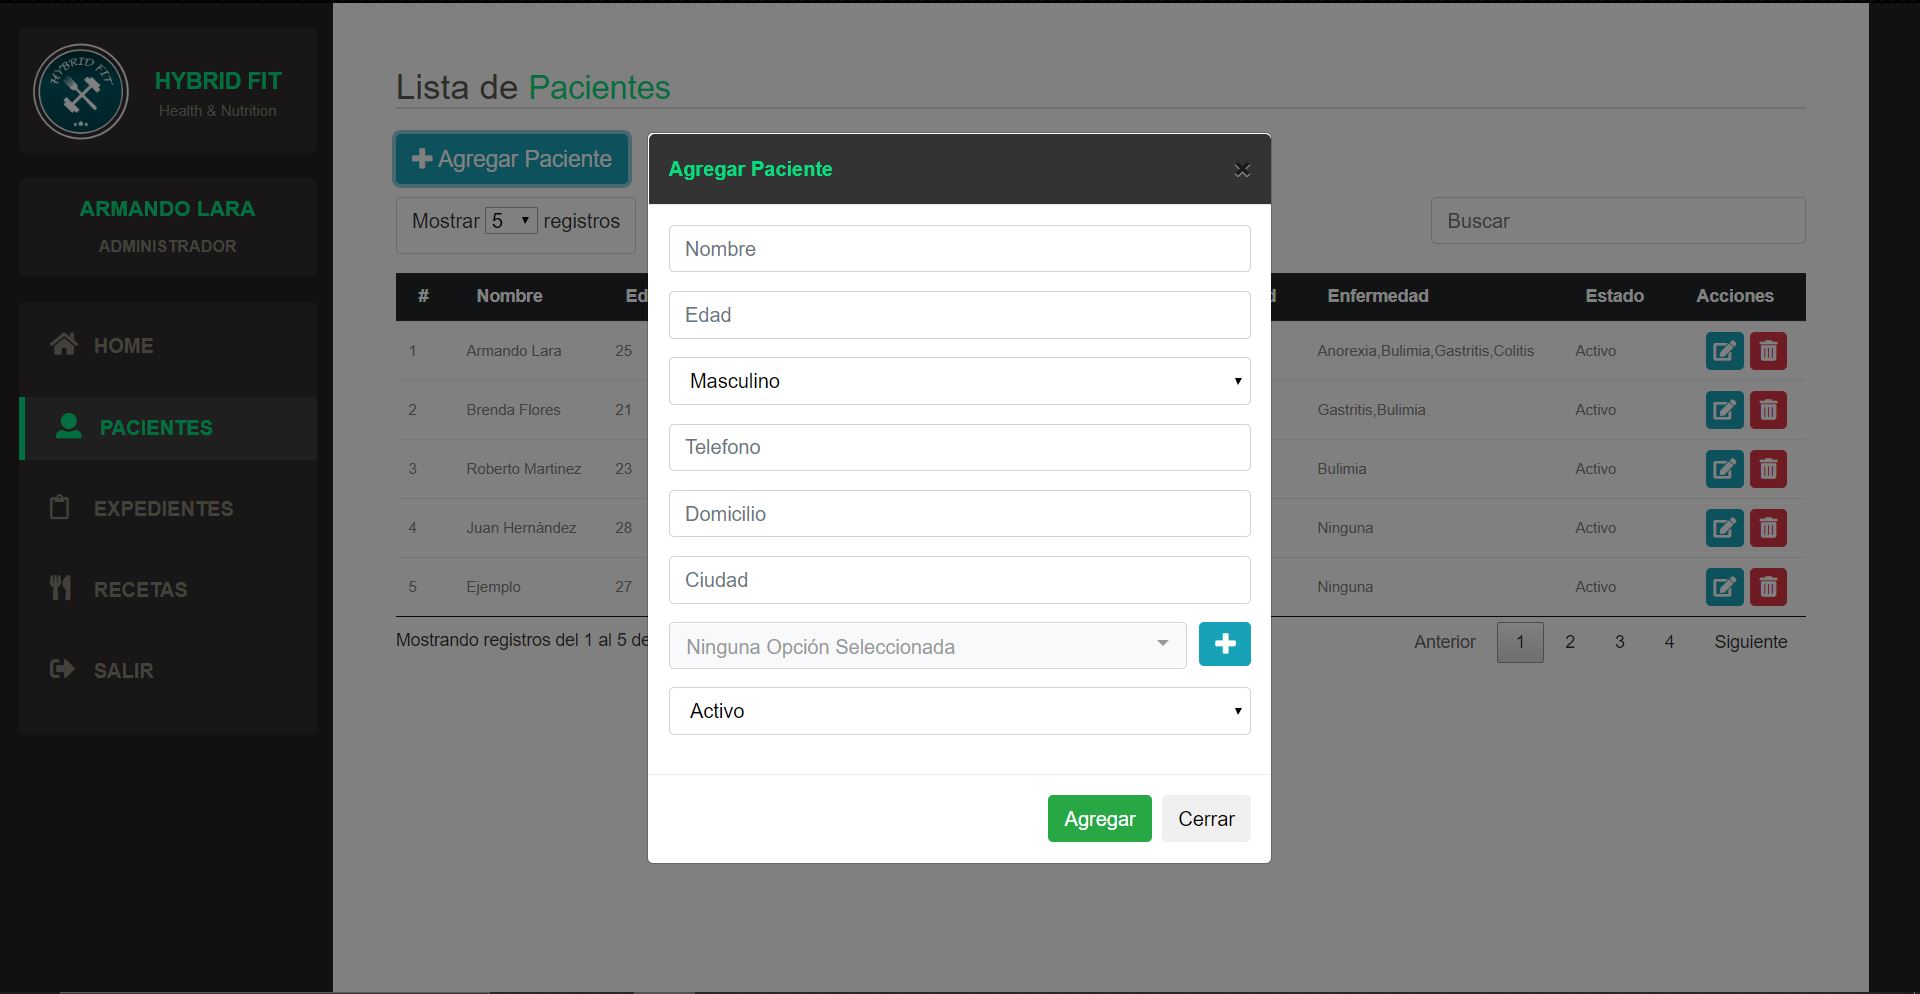 HYBRID FIT
HYBRID FIT
Health & Nutrition
ARMANDO LARA
ADMINISTRADOR
HOME
PACIENTES
EXPEDIENTES
RECETAS
SALIR
Lista de Pacientes
Agregar Paciente
Mostrar 5 registros
Buscar
# Nombre Ed d Enfermedad Estado Acciones
1 Armando Lara 25 Anorexia,Bulimia,Gastritis,Colitis Activo
2 Brenda Flores 21 Gastritis,Bulimia Activo
3 Roberto Martinez 23 Bulimia Activo
4 Juan Hernández 28 Ninguna Activo
5 Ejemplo 27 Ninguna Activo
Mostrando registros del 1 al 5 de
Anterior 1 2 3 4 Siguiente
Agregar Paciente
Nombre
Edad
Masculino
Telefono
Domicilio
Ciudad
Ninguna Opción Seleccionada
Activo
Agregar Cerrar